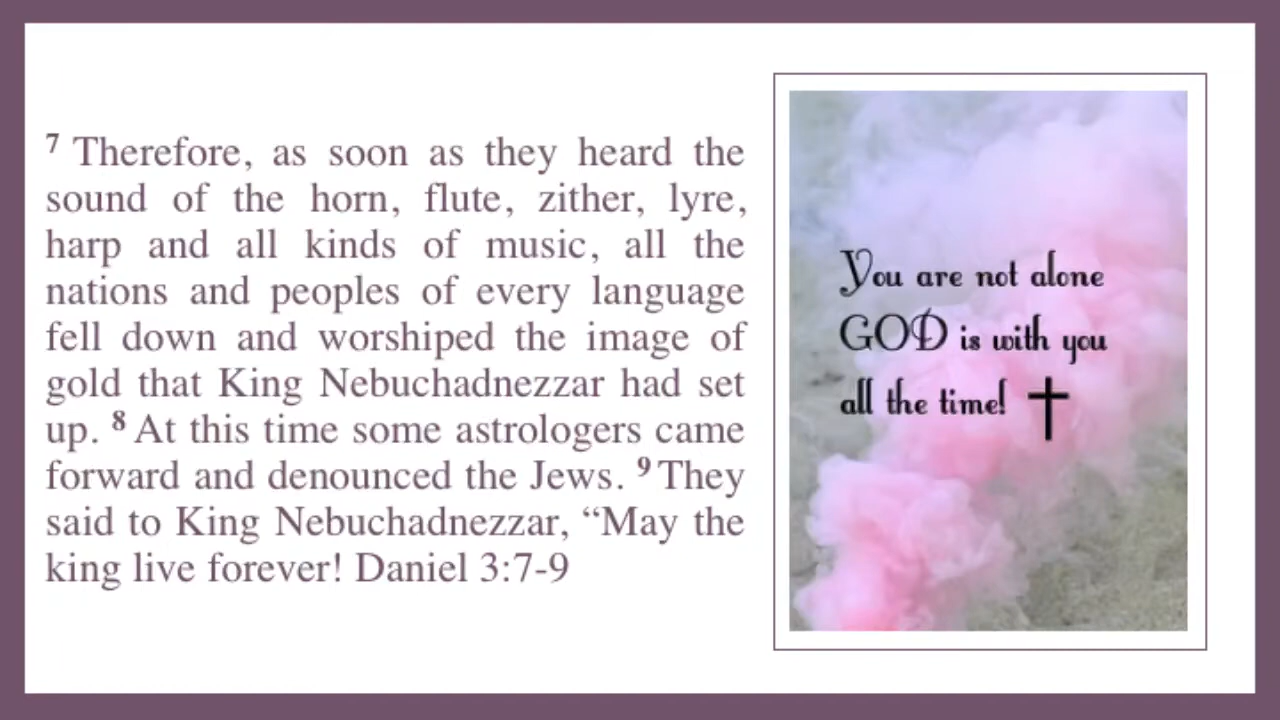 7 Therefore, as soon as they heard the
sound of the horn, flute, zither, lyre,
harp and all kinds of music, all the
nations and peoples of every language
fell down and worshiped the image of
gold that King Nebuchadnezzar had set
up. 8 At this time some astrologers came
forward and denounced the Jews. 9 They
said to King Nebuchadnezzar, “May the
king live forever! Daniel 3:7-9
You are not alone
GOD is with you
all the time!